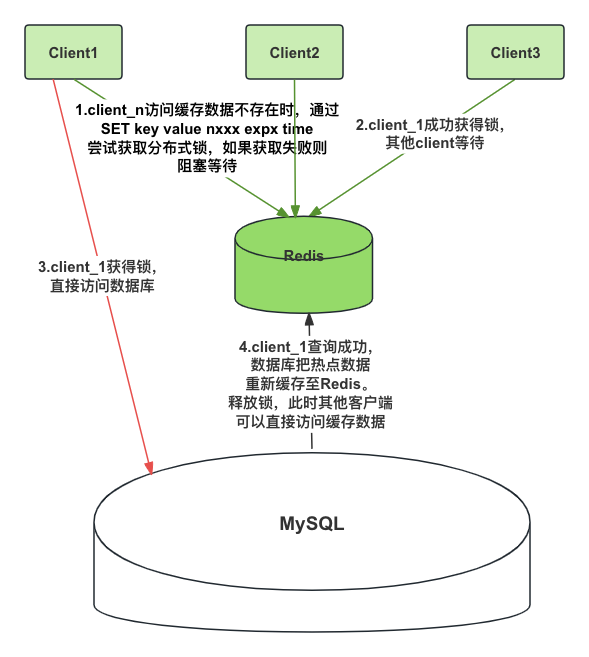 Client1
Client2
Client3
1.client_n访问缓存数据不存在时，通过
SET key value nxxx expx time
尝试获取分布式锁，如果获取失败则
阻塞等待
2.client_1成功获得锁，
其他client等待
Redis
3.client_1获得锁，
直接访问数据库
4.client_1查询成功，
数据库把热点数据
重新缓存至Redis。
释放锁，此时其他客户端
可以直接访问缓存数据
MySQL